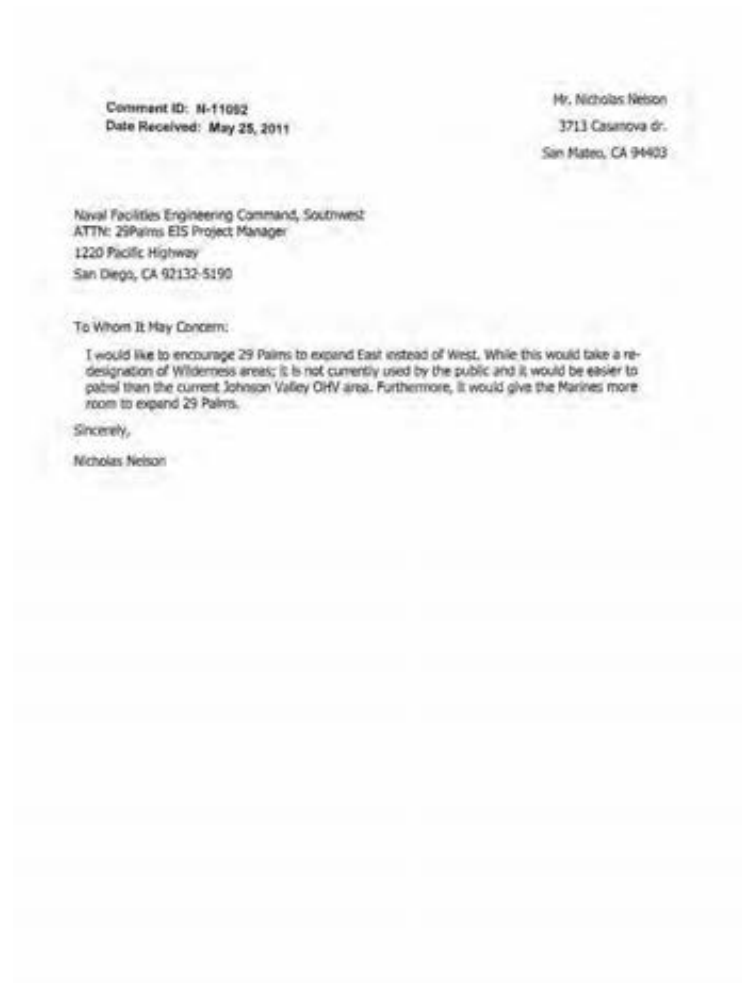 Comment ID: N-11092
Date Received: May 25, 2011
Mr. Nicholas Nelson
3713 Casanova dr.
San Mateo, CA 94403
Naval Facilities Engineering Command, Southwest
ATTN: 29Palms EIS Project Manager
1220 Pacific Highway
San Diego, CA 92132-5190
To Whom It May Concern:
I would like to encourage 29 Palms to expand East instead of West. While this would take a re-
designation of Wilderness areas; it is not currently used by the public and it would be easier to
patrol than the current Johnson Valley OHV area. Furthermore, it would give the Marines more
room to expand 29 Palms.
Sincerely,
Nicholas Nelson